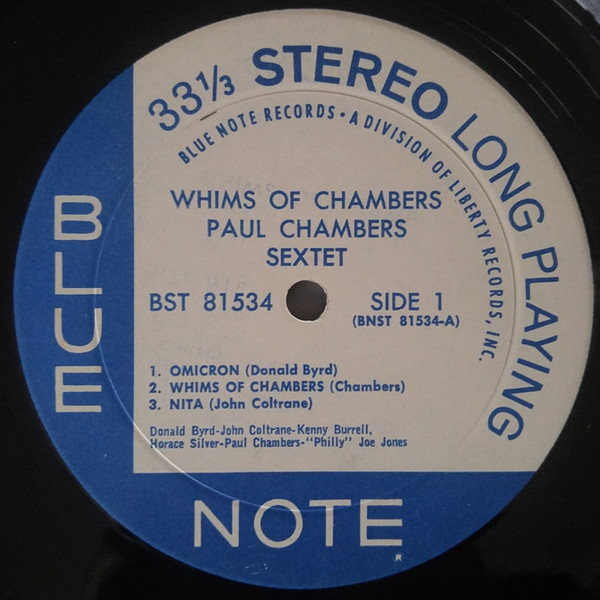 33⅓ STEREO LONG PLAYING
BLUE NOTE RECORDS • A DIVISION OF LIBERTY RECORDS, INC.
WHIMS OF CHAMBERS
PAUL CHAMBERS
SEXTET
BST 81534
SIDE 1
(BNST 81534-A)
1. OMICRON (Donald Byrd)
2. WHIMS OF CHAMBERS (Chambers)
3. NITA (John Coltrane)
Donald Byrd-John Coltrane-Kenny Burrell,
Horace Silver-Paul Chambers-"Philly" Joe Jones
BLUE
NOTE
®